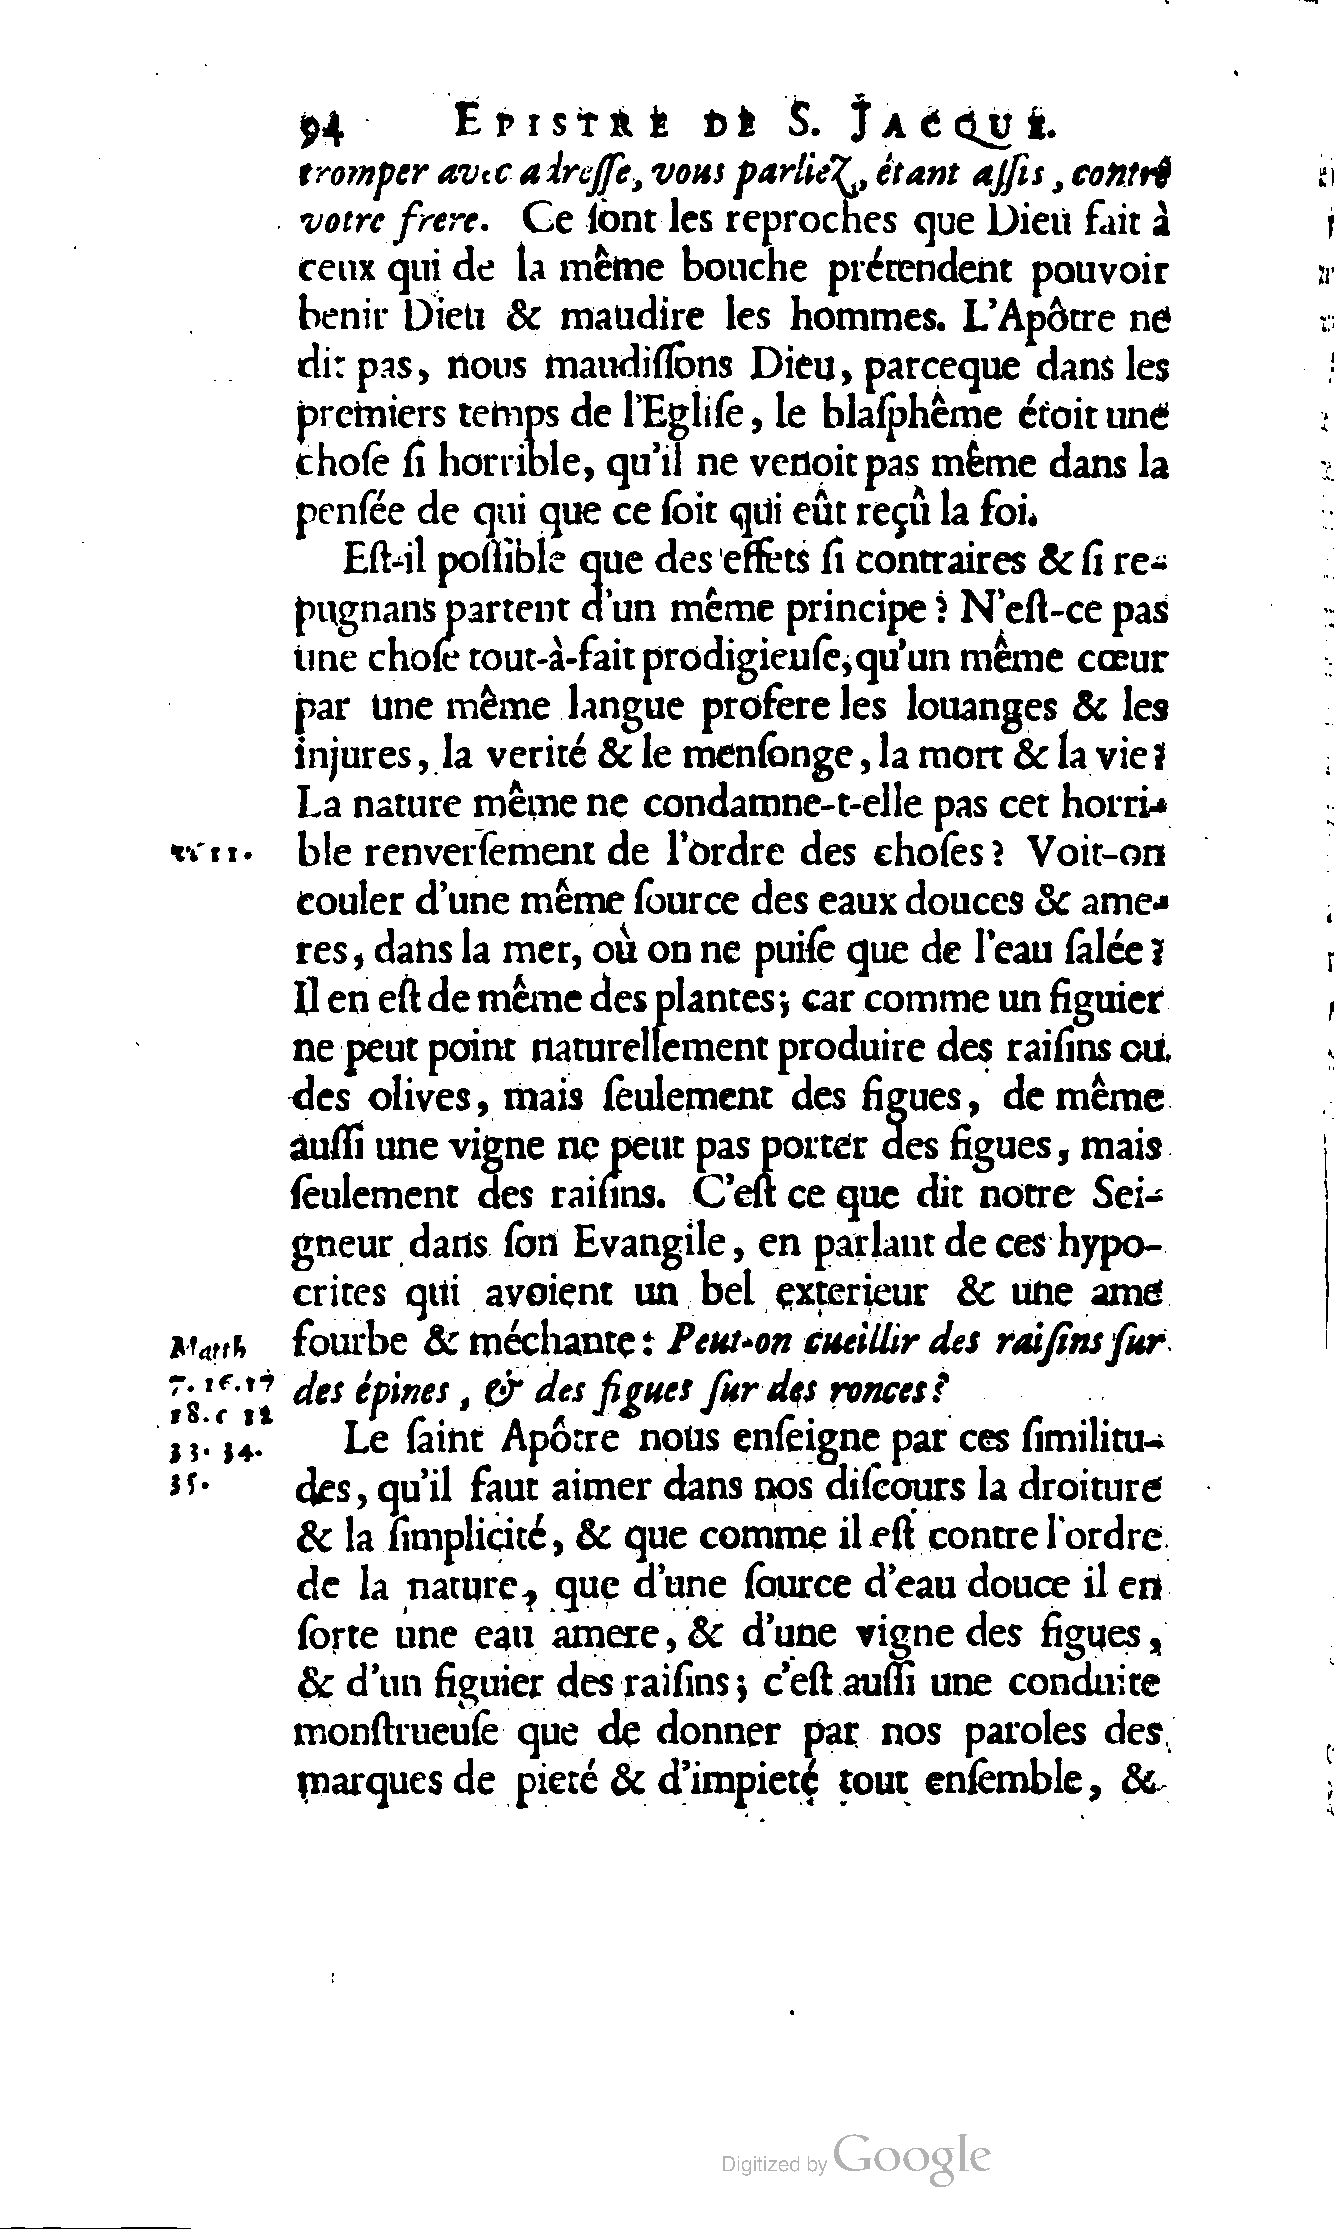 94 EPISTRE DE S. JACQUE.
tromper avec adreſſe, vous parliez, étant aſſis, contre
votre frere. Ce ſont les reproches que Dieu fait à
ceux qui de la même bouche prétendent pouvoir
benir Dieu & maudire les hommes. L'Apôtre ne
dit pas, nous maudiſſons Dieu, parceque dans les
premiers temps de l'Egliſe, le blaſphême étoit une
choſe ſi horrible, qu'il ne venoit pas même dans la
penſée de qui que ce ſoit qui eût reçû la foi.
Eſt-il poſſible que des effets ſi contraires & ſi re-
pugnans partent d'un même principe? N'eſt-ce pas
une choſe tout-à-fait prodigieuſe, qu'un même cœur
par une même langue profere les louanges & les
injures, la verité & le menſonge, la mort & la vie?
La nature même ne condamne-t-elle pas cet horri-
℣. 11. ble renverſement de l'ordre des choſes? Voit-on
couler d'une même ſource des eaux douces & ame-
res, dans la mer, où on ne puiſe que de l'eau ſalée?
Il en eſt de même des plantes; car comme un figuier
ne peut point naturellement produire des raiſins ou
des olives, mais ſeulement des figues, de même
auſſi une vigne ne peut pas porter des figues, mais
ſeulement des raiſins. C'eſt ce que dit notre Sei-
gneur dans ſon Evangile, en parlant de ces hypo-
crites qui avoient un bel exterieur & une ame
Matth fourbe & méchante: Peut-on cueillir des raiſins ſur
7. 16. 17 des épines, & des figues ſur des ronces?
18. c 12
33. 34. Le ſaint Apôtre nous enſeigne par ces ſimilitu-
35. des, qu'il faut aimer dans nos diſcours la droiture
& la ſimplicité, & que comme il eſt contre l'ordre
de la nature, que d'une ſource d'eau douce il en
ſorte une eau amere, & d'une vigne des figues,
& d'un figuier des raiſins; c'eſt auſſi une conduite
monſtrueuſe que de donner par nos paroles des
marques de pieté & d'impieté tout enſemble, &
Digitized by Google